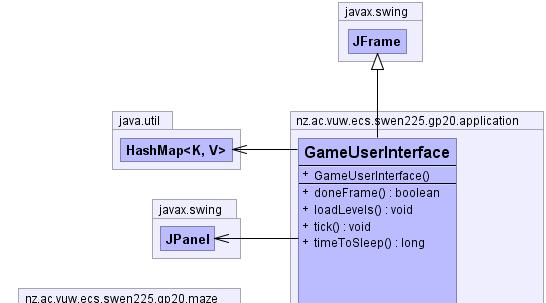 javax.swing
JFrame
java.util
HashMap<K, V>
nz.ac.vuw.ecs.swen225.gp20.application
GameUserInterface
+ GameUserInterface()
+ doneFrame() : boolean
+ loadLevels() : void
+ tick() : void
+ timeToSleep() : long
javax.swing
JPanel
nz.ac.vuw.ecs.swen225.gp20.maze